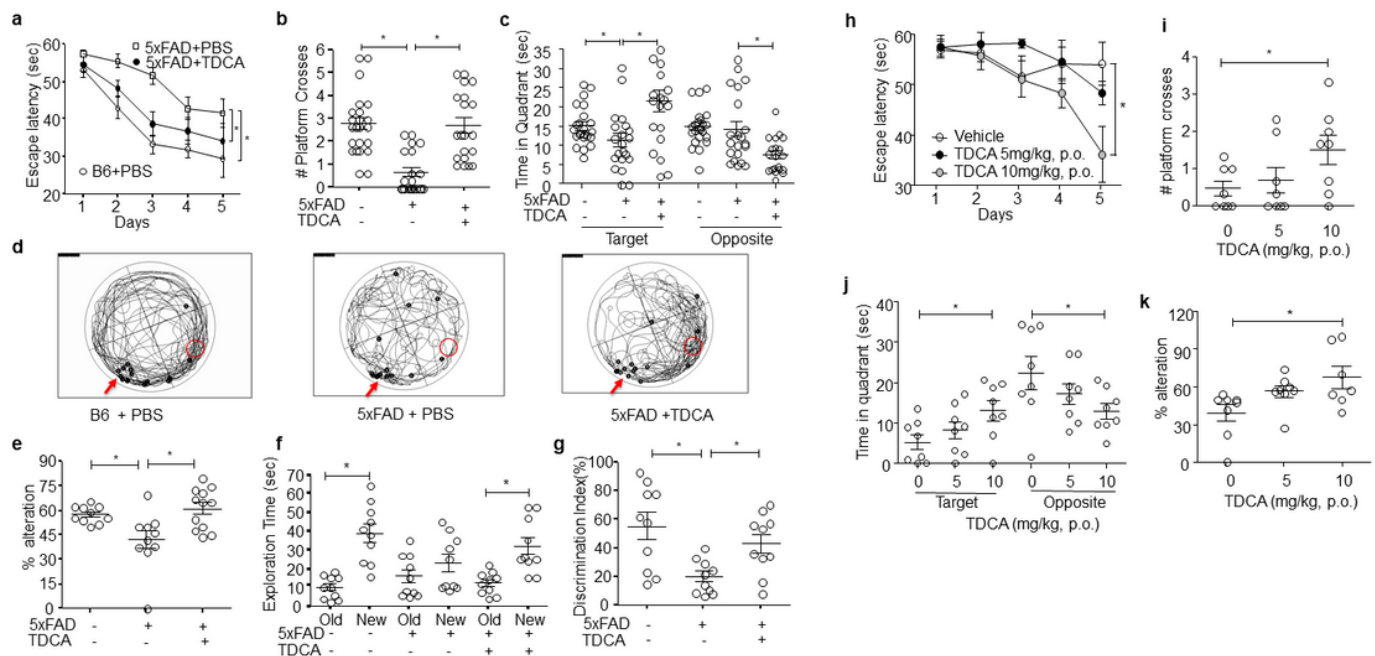 a
Escape latency (sec)
60
50
40
30
20
5xFAD+PBS
5xFAD+TDCA
B6+PBS
*
*
1 2 3 4 5
Days
b
# Platform Crosses
6
5
4
3
2
1
0
* *
5xFAD - + +
TDCA - - +
c
Time in Quadrant (sec)
35
30
25
20
15
10
5
0
* * *
5xFAD - + + - + +
TDCA - - + - - +
Target Opposite
d
B6 + PBS
5xFAD + PBS
5xFAD +TDCA
e
% alteration
90
75
60
45
30
15
0
* *
5xFAD - + +
TDCA - - +
f
Exploration Time (sec)
70
60
50
40
30
20
10
0
* *
Old New Old New Old New
5xFAD - - + + + +
TDCA - - - - + +
g
Discrimination Index(%)
100
80
60
40
20
0
* *
5xFAD - + +
TDCA - - +
h
Escape latency (sec)
60
50
40
30
Vehicle
TDCA 5mg/kg, p.o.
TDCA 10mg/kg, p.o.
*
1 2 3 4 5
Days
i
# platform crosses
4
3
2
1
0
*
0 5 10
TDCA (mg/kg, p.o.)
j
Time in quadrant (sec)
40
30
20
10
0
* *
0 5 10 0 5 10
Target Opposite
TDCA (mg/kg, p.o.)
k
% alteration
120
90
60
30
0
*
0 5 10
TDCA (mg/kg, p.o.)